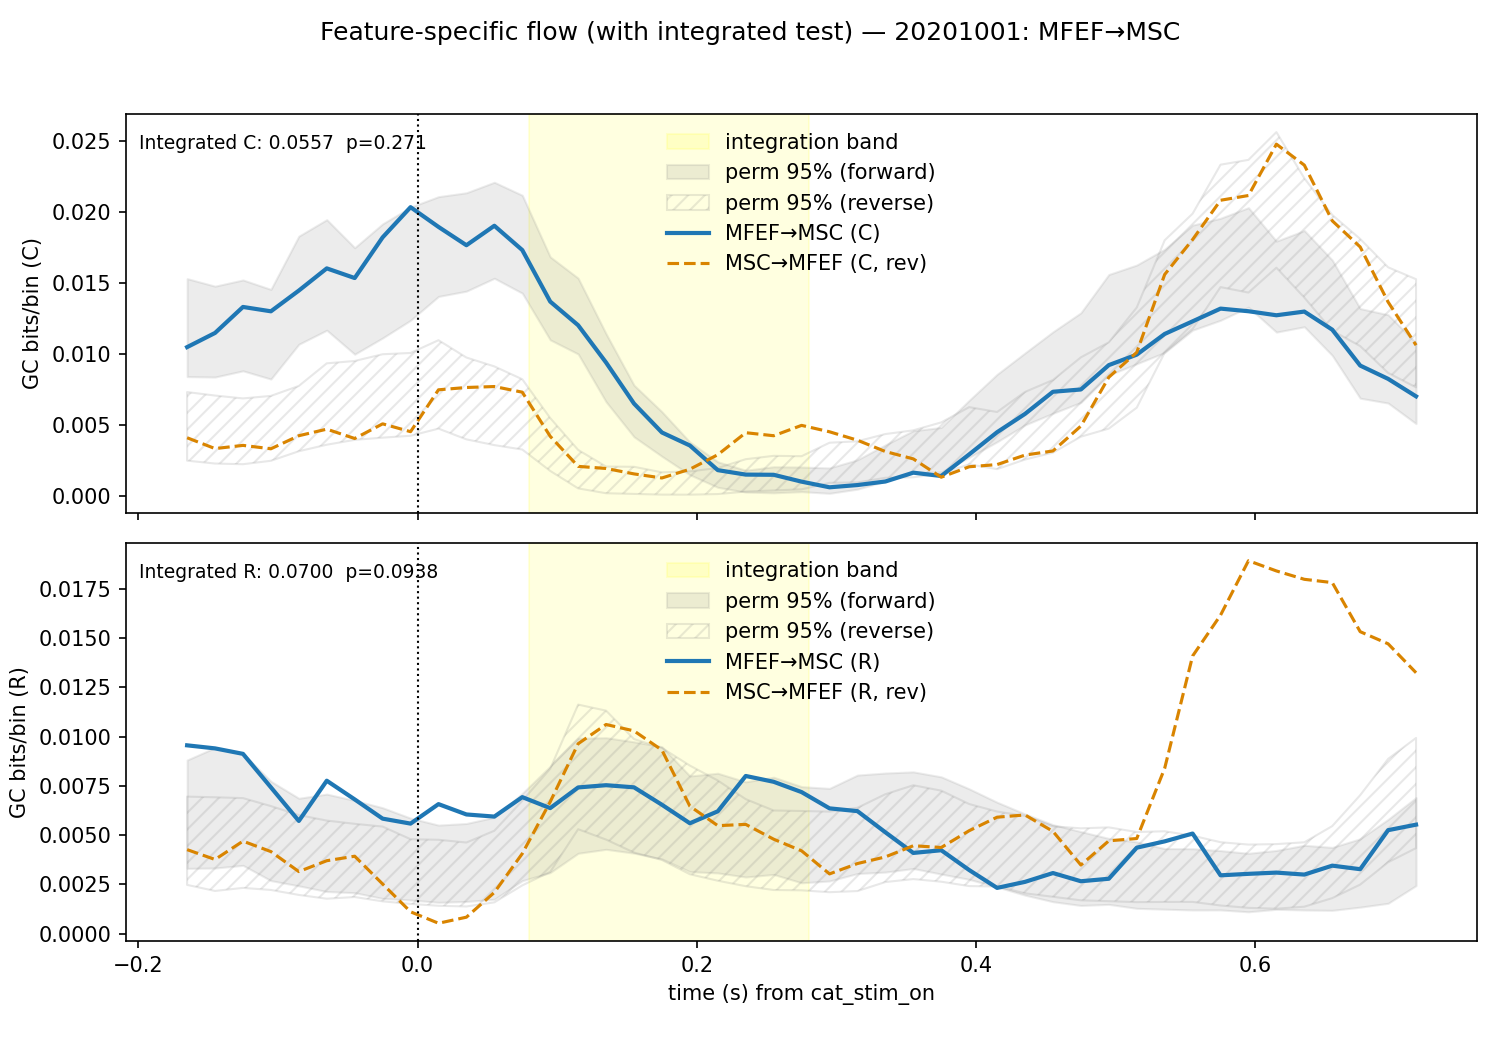 Feature-specific flow (with integrated test) — 20201001: MFEF→MSC
Integrated C: 0.0557  p=0.271
integration band
perm 95% (forward)
perm 95% (reverse)
MFEF→MSC (C)
MSC→MFEF (C, rev)
GC bits/bin (C)
0.025
0.020
0.015
0.010
0.005
0.000
Integrated R: 0.0700  p=0.0938
integration band
perm 95% (forward)
perm 95% (reverse)
MFEF→MSC (R)
MSC→MFEF (R, rev)
GC bits/bin (R)
0.0175
0.0150
0.0125
0.0100
0.0075
0.0050
0.0025
0.0000
−0.2 0.0 0.2 0.4 0.6
time (s) from cat_stim_on